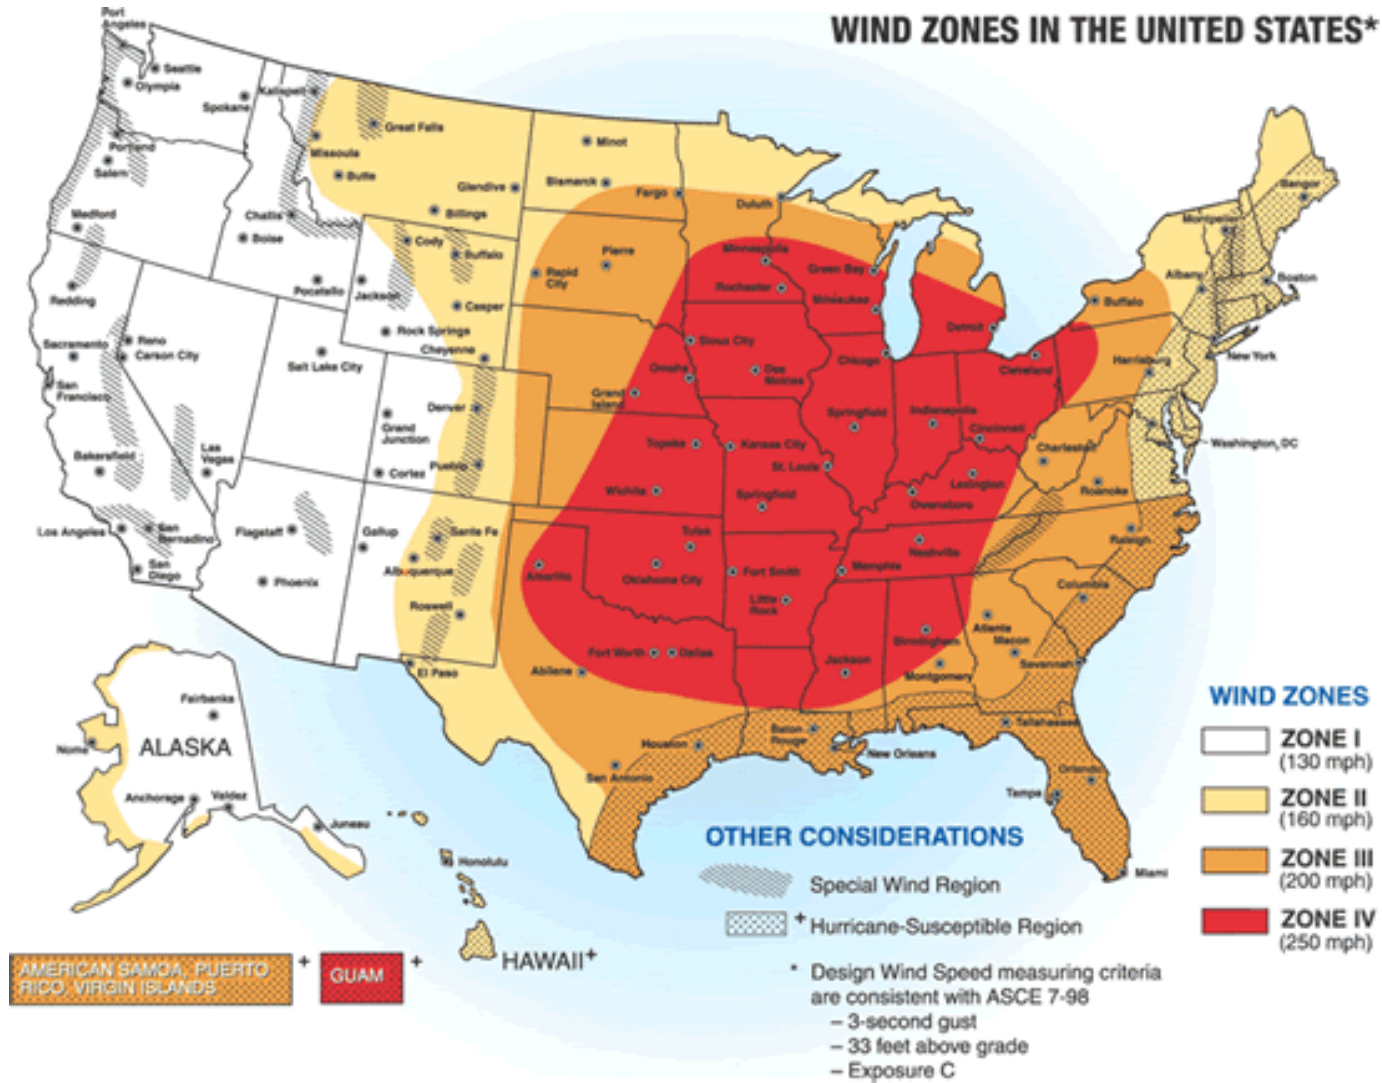 WIND ZONES IN THE UNITED STATES*
Port
Angeles
Seattle
Olympia
Spokane
Kalispell
Great Falls
Missoula
Butte
Glendive
Billings
Minot
Bismarck
Fargo
Duluth
Portland
Salem
Medford
Challis
Boise
Pocatello
Jackson
Cody
Buffalo
Casper
Rock Springs
Cheyenne
Pierre
Rapid
City
Minneapolis
Rochester
Green Bay
Milwaukee
Bangor
Montpelier
Albany
Boston
Buffalo
Redding
Sacramento
Reno
Carson City
San
Francisco
Salt Lake City
Denver
Grand
Junction
Pueblo
Cortez
Sioux City
Omaha
Des
Moines
Grand
Island
Chicago
Detroit
Cleveland
Harrisburg
New York
Washington, DC
Bakersfield
Las
Vegas
Los Angeles
San
Bernadino
San
Diego
Flagstaff
Phoenix
Gallup
Santa Fe
Albuquerque
Roswell
El Paso
Topeka
Kansas City
Wichita
Springfield
St. Louis
Springfield
Indianapolis
Cincinnati
Lexington
Owensboro
Charleston
Roanoke
Raleigh
Amarillo
Tulsa
Oklahoma City
Fort Smith
Little
Rock
Memphis
Nashville
Columbia
Atlanta
Macon
Savannah
Birmingham
Montgomery
Jackson
Fort Worth
Dallas
Abilene
Houston
San Antonio
Baton
Rouge
New Orleans
Tallahassee
Orlando
Tampa
Miami
Fairbanks
Nome
ALASKA
Anchorage
Valdez
Juneau
Honolulu
HAWAII+
AMERICAN SAMOA, PUERTO
RICO, VIRGIN ISLANDS
+
GUAM
+
WIND ZONES
ZONE I
(130 mph)
ZONE II
(160 mph)
ZONE III
(200 mph)
ZONE IV
(250 mph)
OTHER CONSIDERATIONS
Special Wind Region
+ Hurricane-Susceptible Region
* Design Wind Speed measuring criteria
are consistent with ASCE 7-98
– 3-second gust
– 33 feet above grade
– Exposure C